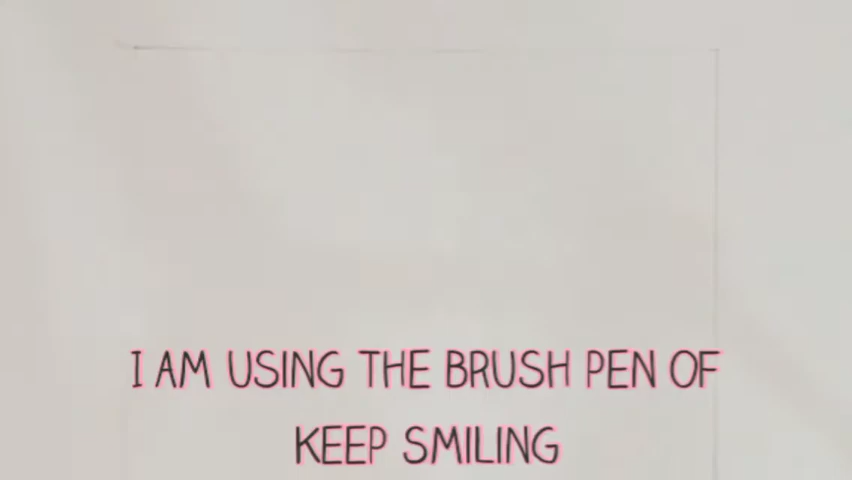 I AM USING THE BRUSH PEN OF
KEEP SMILING